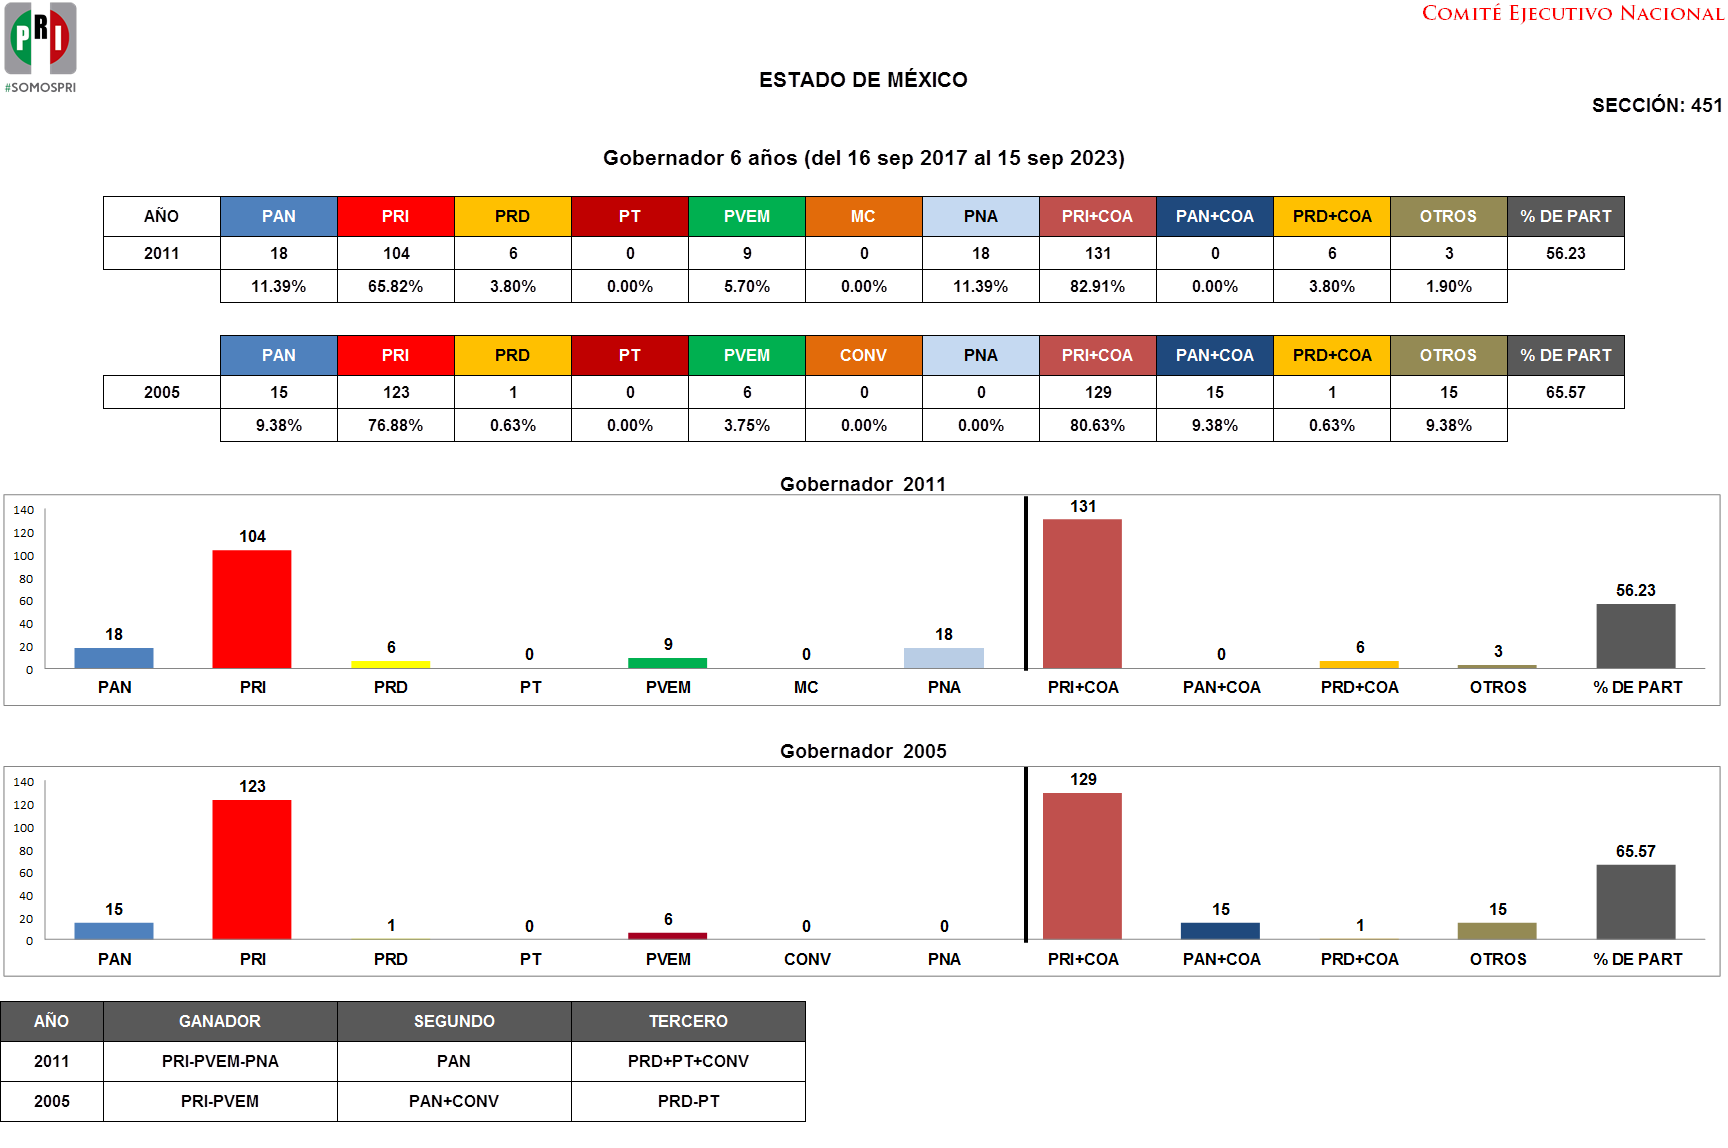 PRI
#SOMOSPRI
COMITÉ EJECUTIVO NACIONAL
ESTADO DE MÉXICO
SECCIÓN: 451
Gobernador 6 años (del 16 sep 2017 al 15 sep 2023)
AÑO PAN PRI PRD PT PVEM MC PNA PRI+COA PAN+COA PRD+COA OTROS % DE PART
2011 18 104 6 0 9 0 18 131 0 6 3 56.23
11.39% 65.82% 3.80% 0.00% 5.70% 0.00% 11.39% 82.91% 0.00% 3.80% 1.90%
PAN PRI PRD PT PVEM CONV PNA PRI+COA PAN+COA PRD+COA OTROS % DE PART
2005 15 123 1 0 6 0 0 129 15 1 15 65.57
9.38% 76.88% 0.63% 0.00% 3.75% 0.00% 0.00% 80.63% 9.38% 0.63% 9.38%
Gobernador 2011
140
120
100
80
60
40
20
0
18 104 6 0 9 0 18 131 0 6 3 56.23
PAN PRI PRD PT PVEM MC PNA PRI+COA PAN+COA PRD+COA OTROS % DE PART
Gobernador 2005
140
120
100
80
60
40
20
0
15 123 1 0 6 0 0 129 15 1 15 65.57
PAN PRI PRD PT PVEM CONV PNA PRI+COA PAN+COA PRD+COA OTROS % DE PART
AÑO GANADOR SEGUNDO TERCERO
2011 PRI-PVEM-PNA PAN PRD+PT+CONV
2005 PRI-PVEM PAN+CONV PRD-PT